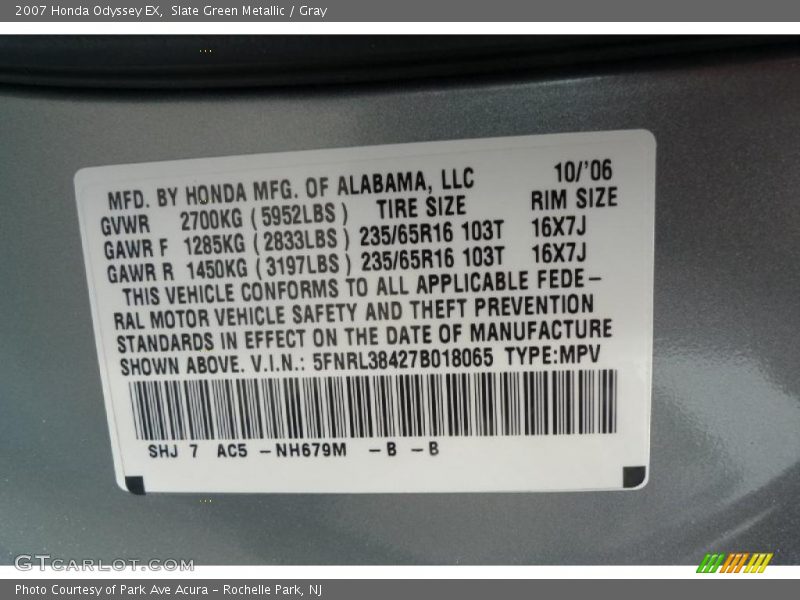 2007 Honda Odyssey EX, Slate Green Metallic / Gray
MFD. BY HONDA MFG. OF ALABAMA, LLC 10/'06
GVWR 2700KG (5952LBS) TIRE SIZE RIM SIZE
GAWR F 1285KG (2833LBS) 235/65R16 103T 16X7J
GAWR R 1450KG (3197LBS) 235/65R16 103T 16X7J
THIS VEHICLE CONFORMS TO ALL APPLICABLE FEDE-
RAL MOTOR VEHICLE SAFETY AND THEFT PREVENTION
STANDARDS IN EFFECT ON THE DATE OF MANUFACTURE
SHOWN ABOVE. V.I.N.: 5FNRL38427B018065 TYPE:MPV
SHJ 7 AC5 -NH679M -B -B
GTCARLOT.COM
Photo Courtesy of Park Ave Acura - Rochelle Park, NJ